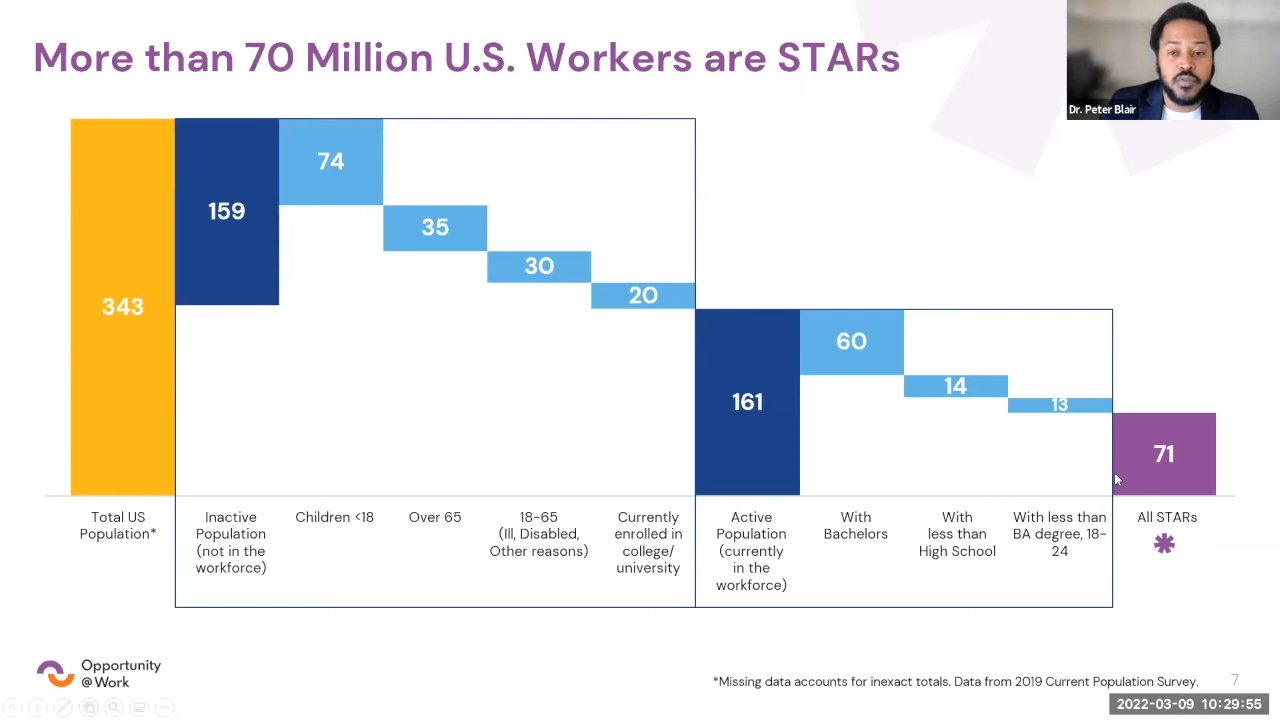 More than 70 Million U.S. Workers are STARs
Dr. Peter Blair
343
159
74
35
30
20
161
60
14
13
71
Total US
Population*
Inactive
Population
(not in the
workforce)
Children <18
Over 65
18-65
(Ill, Disabled,
Other reasons)
Currently
enrolled in
college/
university
Active
Population
(currently
in the
workforce)
With
Bachelors
With
less than
High School
With less than
BA degree, 18-
24
All STARs
Opportunity
@Work
*Missing data accounts for inexact totals. Data from 2019 Current Population Survey.
7
2022-03-09 10:29:55